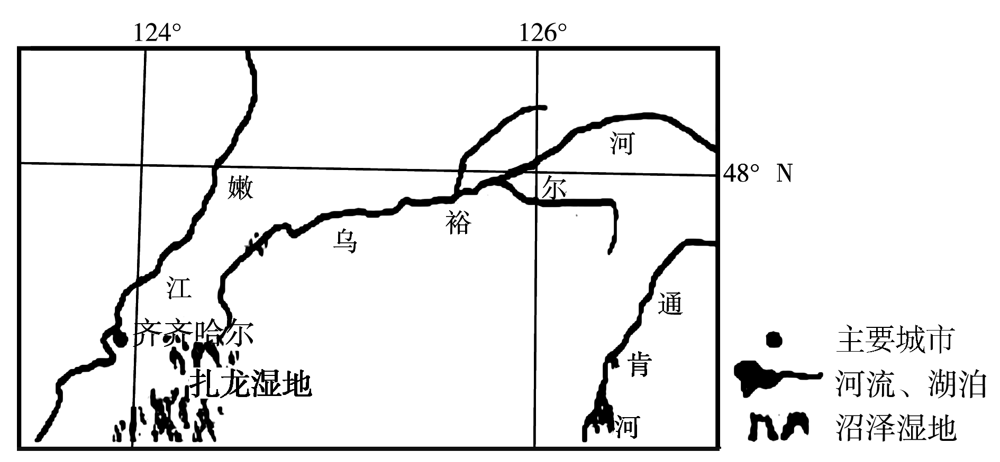 124°
126°
河
48° N
嫩
尔
裕
乌
江
通
齐齐哈尔
肯
扎龙湿地
河
主要城市
河流、湖泊
沼泽湿地